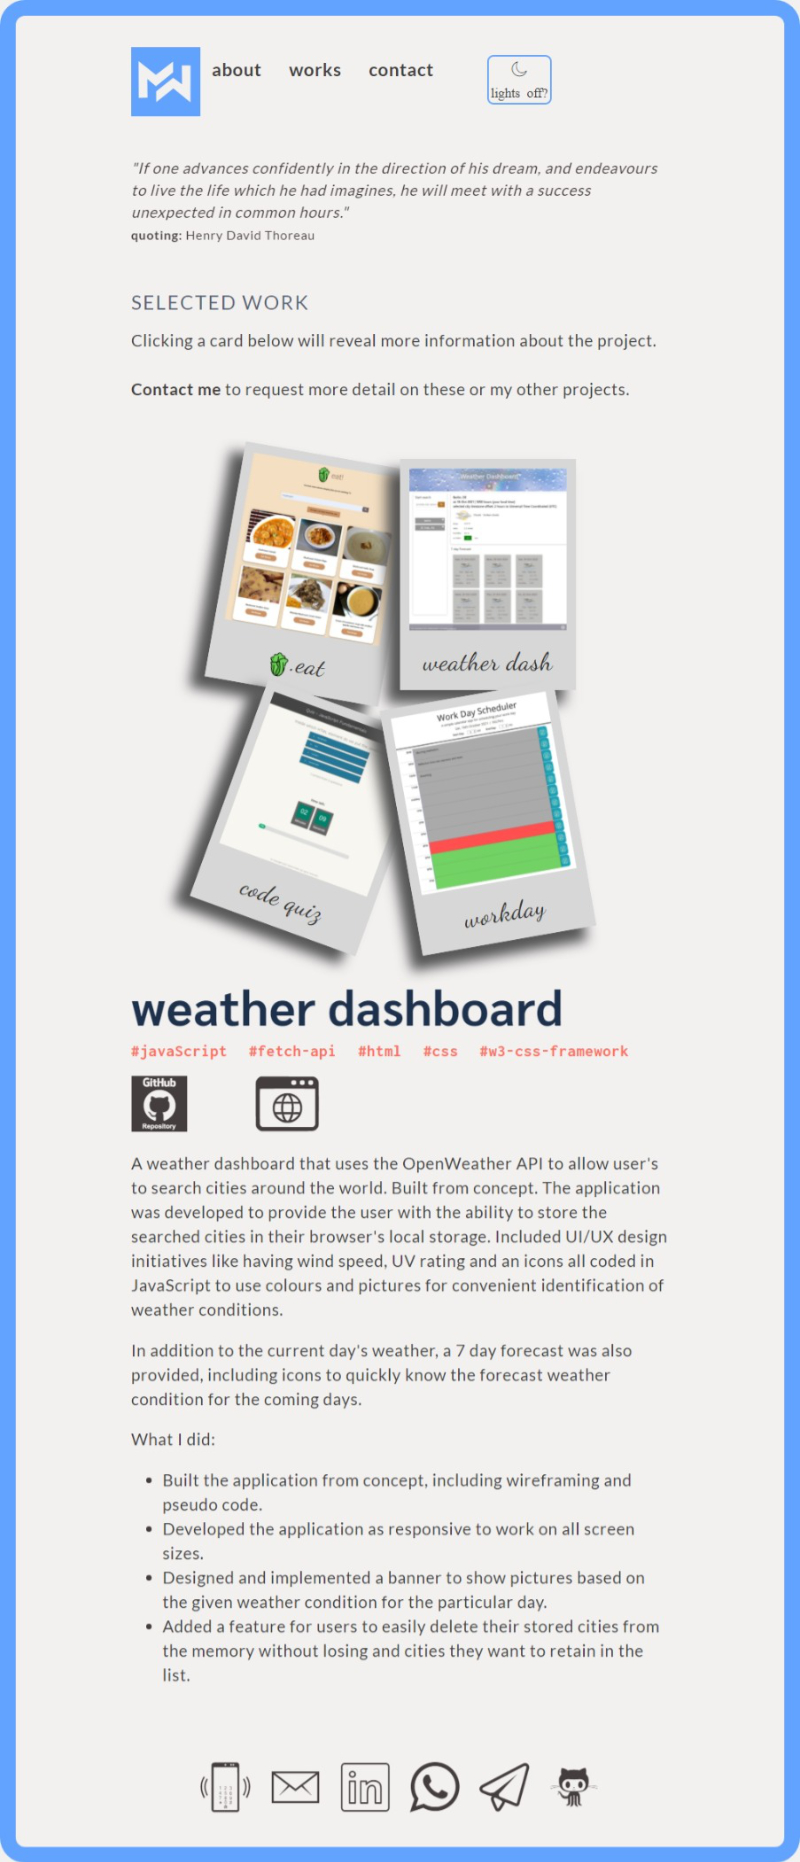 about works contact
lights off?
"If one advances confidently in the direction of his dream, and endeavours
to live the life which he had imagines, he will meet with a success
unexpected in common hours."
quoting: Henry David Thoreau
SELECTED WORK
Clicking a card below will reveal more information about the project.
Contact me to request more detail on these or my other projects.
eat!
Weather Dashboard
.eat
weather dash
Work Day Scheduler
code quiz
workday
weather dashboard
#javaScript #fetch-api #html #css #w3-css-framework
GitHub
Repository
A weather dashboard that uses the OpenWeather API to allow user's
to search cities around the world. Built from concept. The application
was developed to provide the user with the ability to store the
searched cities in their browser's local storage. Included UI/UX design
initiatives like having wind speed, UV rating and an icons all coded in
JavaScript to use colours and pictures for convenient identification of
weather conditions.
In addition to the current day's weather, a 7 day forecast was also
provided, including icons to quickly know the forecast weather
condition for the coming days.
What I did:
• Built the application from concept, including wireframing and
pseudo code.
• Developed the application as responsive to work on all screen
sizes.
• Designed and implemented a banner to show pictures based on
the given weather condition for the particular day.
• Added a feature for users to easily delete their stored cities from
the memory without losing and cities they want to retain in the
list.
in